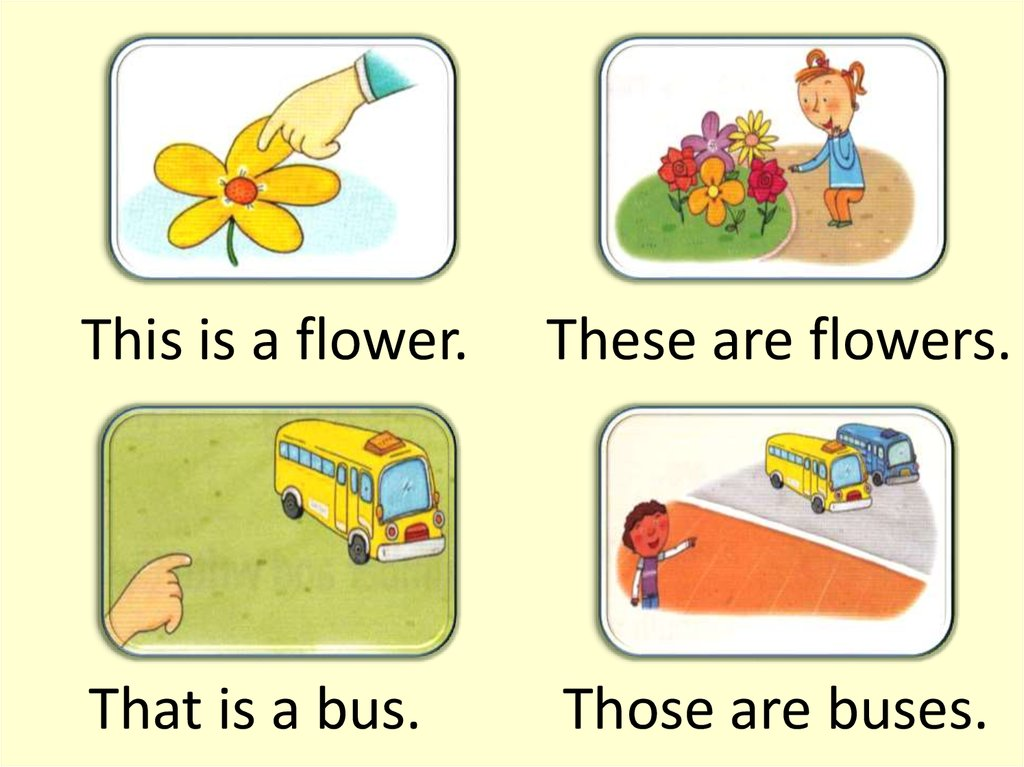 This is a flower.
These are flowers.
That is a bus.
Those are buses.